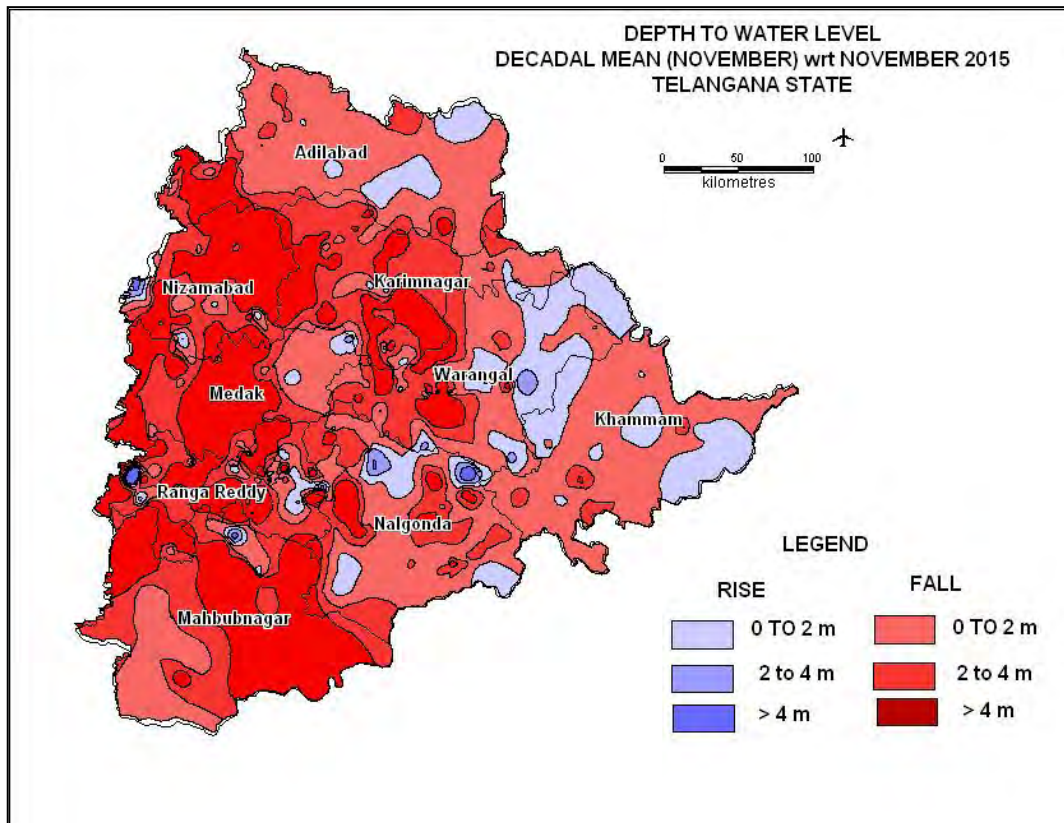 DEPTH TO WATER LEVEL
DECADAL MEAN (NOVEMBER) wrt NOVEMBER 2015
TELANGANA STATE
0 50 100
kilometres
Adilabad
Nizamabad
Karimnagar
Warangal
Medak
Khammam
Ranga Reddy
Nalgonda
Mahbubnagar
LEGEND
RISE FALL
0 TO 2 m 0 TO 2 m
2 to 4 m 2 to 4 m
> 4 m > 4 m